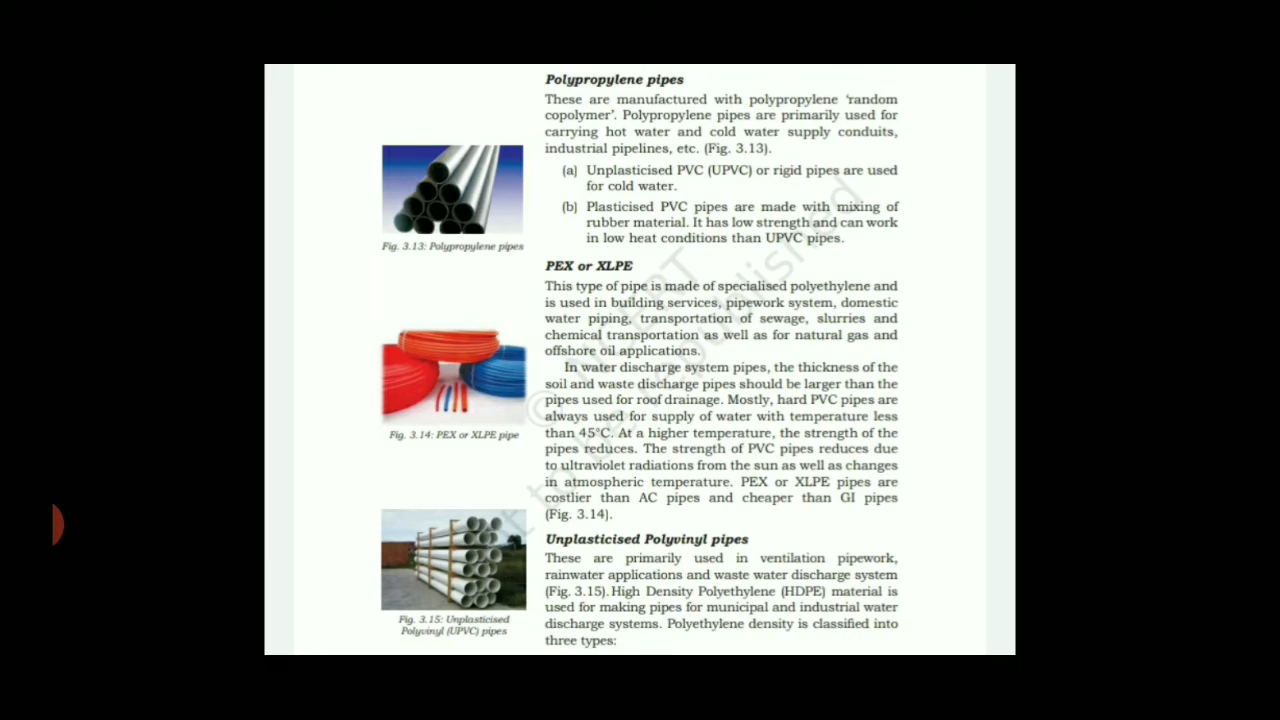 Polypropylene pipes
These are manufactured with polypropylene ‘random
copolymer’. Polypropylene pipes are primarily used for
carrying hot water and cold water supply conduits,
industrial pipelines, etc. (Fig. 3.13).
(a) Unplasticised PVC (UPVC) or rigid pipes are used
for cold water.
(b) Plasticised PVC pipes are made with mixing of
rubber material. It has low strength and can work
in low heat conditions than UPVC pipes.
Fig. 3.13: Polypropylene pipes
PEX or XLPE
This type of pipe is made of specialised polyethylene and
is used in building services, pipework system, domestic
water piping, transportation of sewage, slurries and
chemical transportation as well as for natural gas and
offshore oil applications.
In water discharge system pipes, the thickness of the
soil and waste discharge pipes should be larger than the
pipes used for roof drainage. Mostly, hard PVC pipes are
always used for supply of water with temperature less
than 45°C. At a higher temperature, the strength of the
pipes reduces. The strength of PVC pipes reduces due
to ultraviolet radiations from the sun as well as changes
in atmospheric temperature. PEX or XLPE pipes are
costlier than AC pipes and cheaper than GI pipes
(Fig. 3.14).
Fig. 3.14: PEX or XLPE pipe
Unplasticised Polyvinyl pipes
These are primarily used in ventilation pipework,
rainwater applications and waste water discharge system
(Fig. 3.15). High Density Polyethylene (HDPE) material is
used for making pipes for municipal and industrial water
discharge systems. Polyethylene density is classified into
three types:
Fig. 3.15: Unplasticised
Polyvinyl (UPVC) pipes
© NCERT
t to be republished